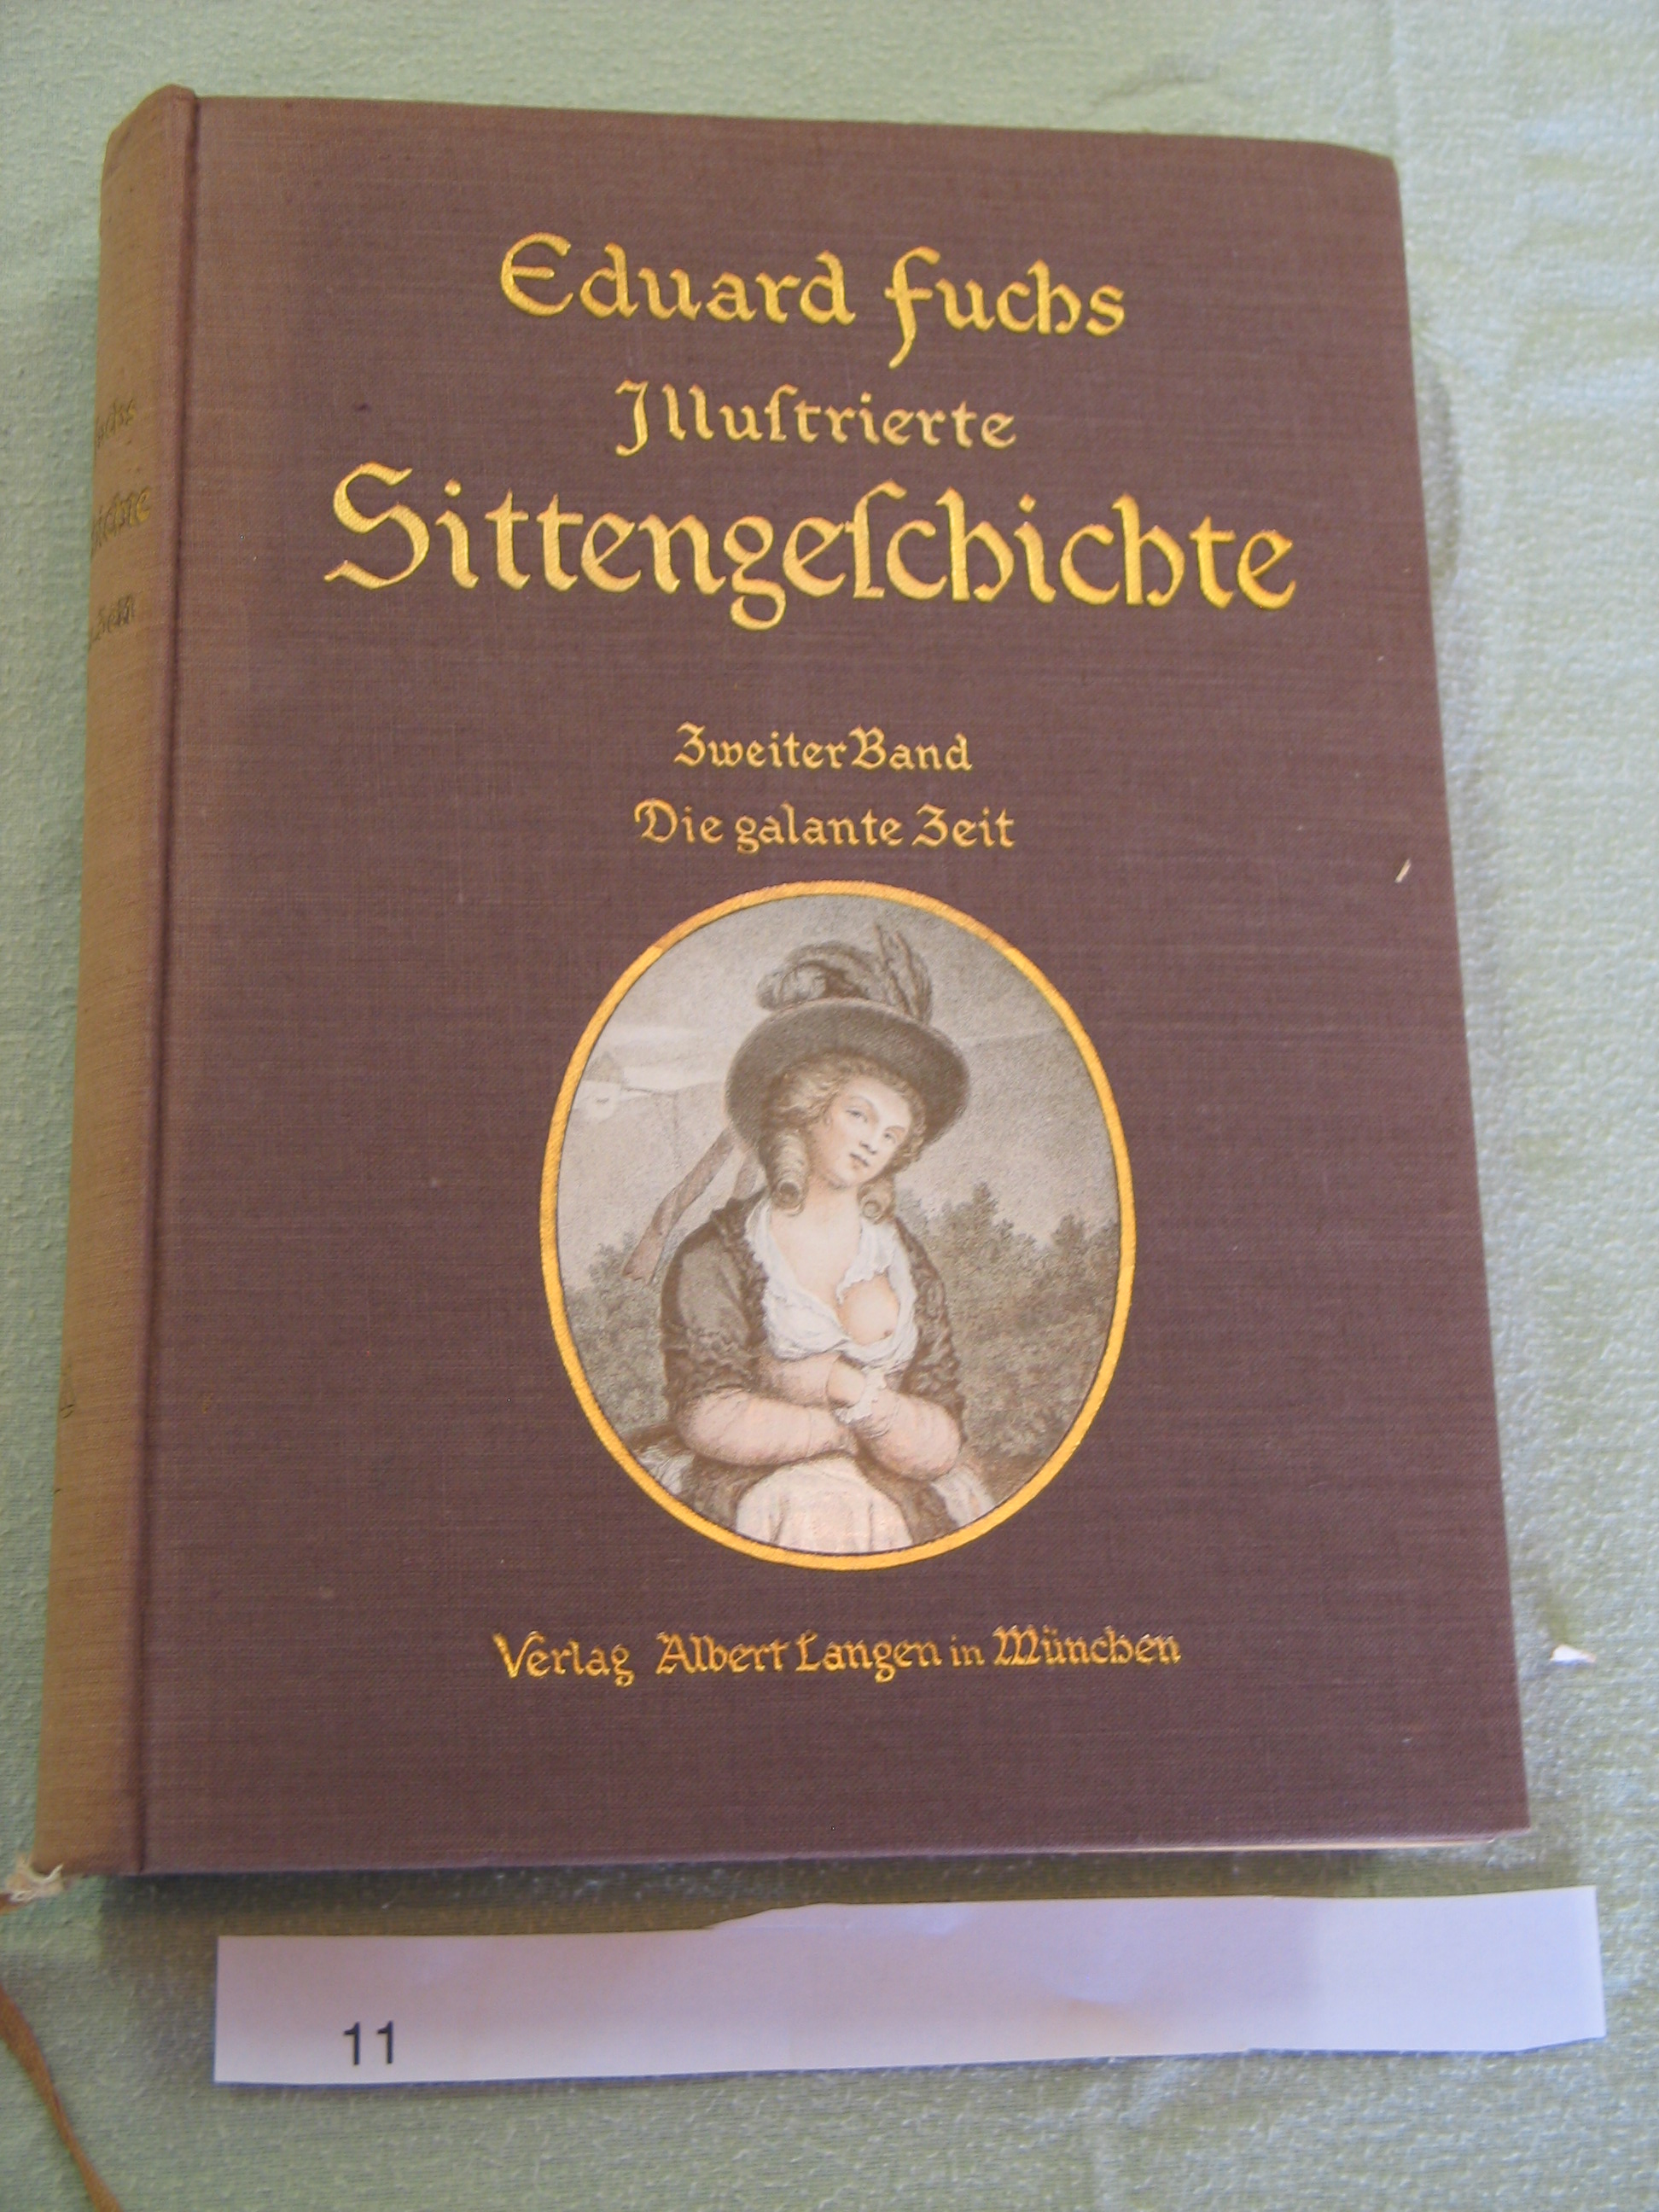 Eduard Fuchs
Illuſtrierte
Sittengeſchichte
Zweiter Band
Die galante Zeit
Verlag Albert Langen in München
11